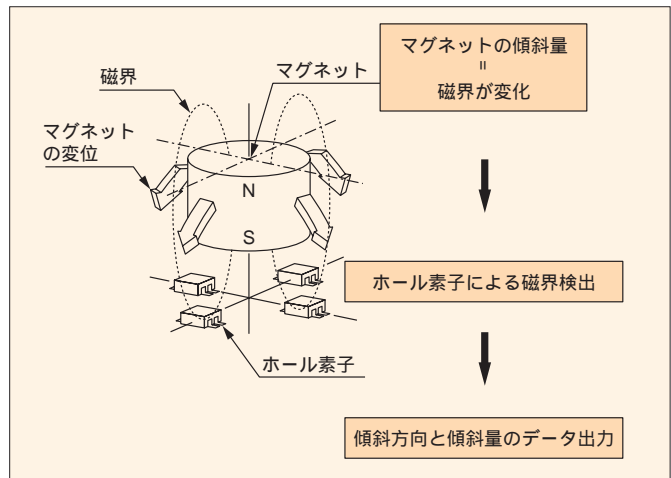 マグネットの傾斜量
=
磁界が変化
マグネット
磁界
マグネット
の変位
N
S
ホール素子による磁界検出
ホール素子
傾斜方向と傾斜量のデータ出力